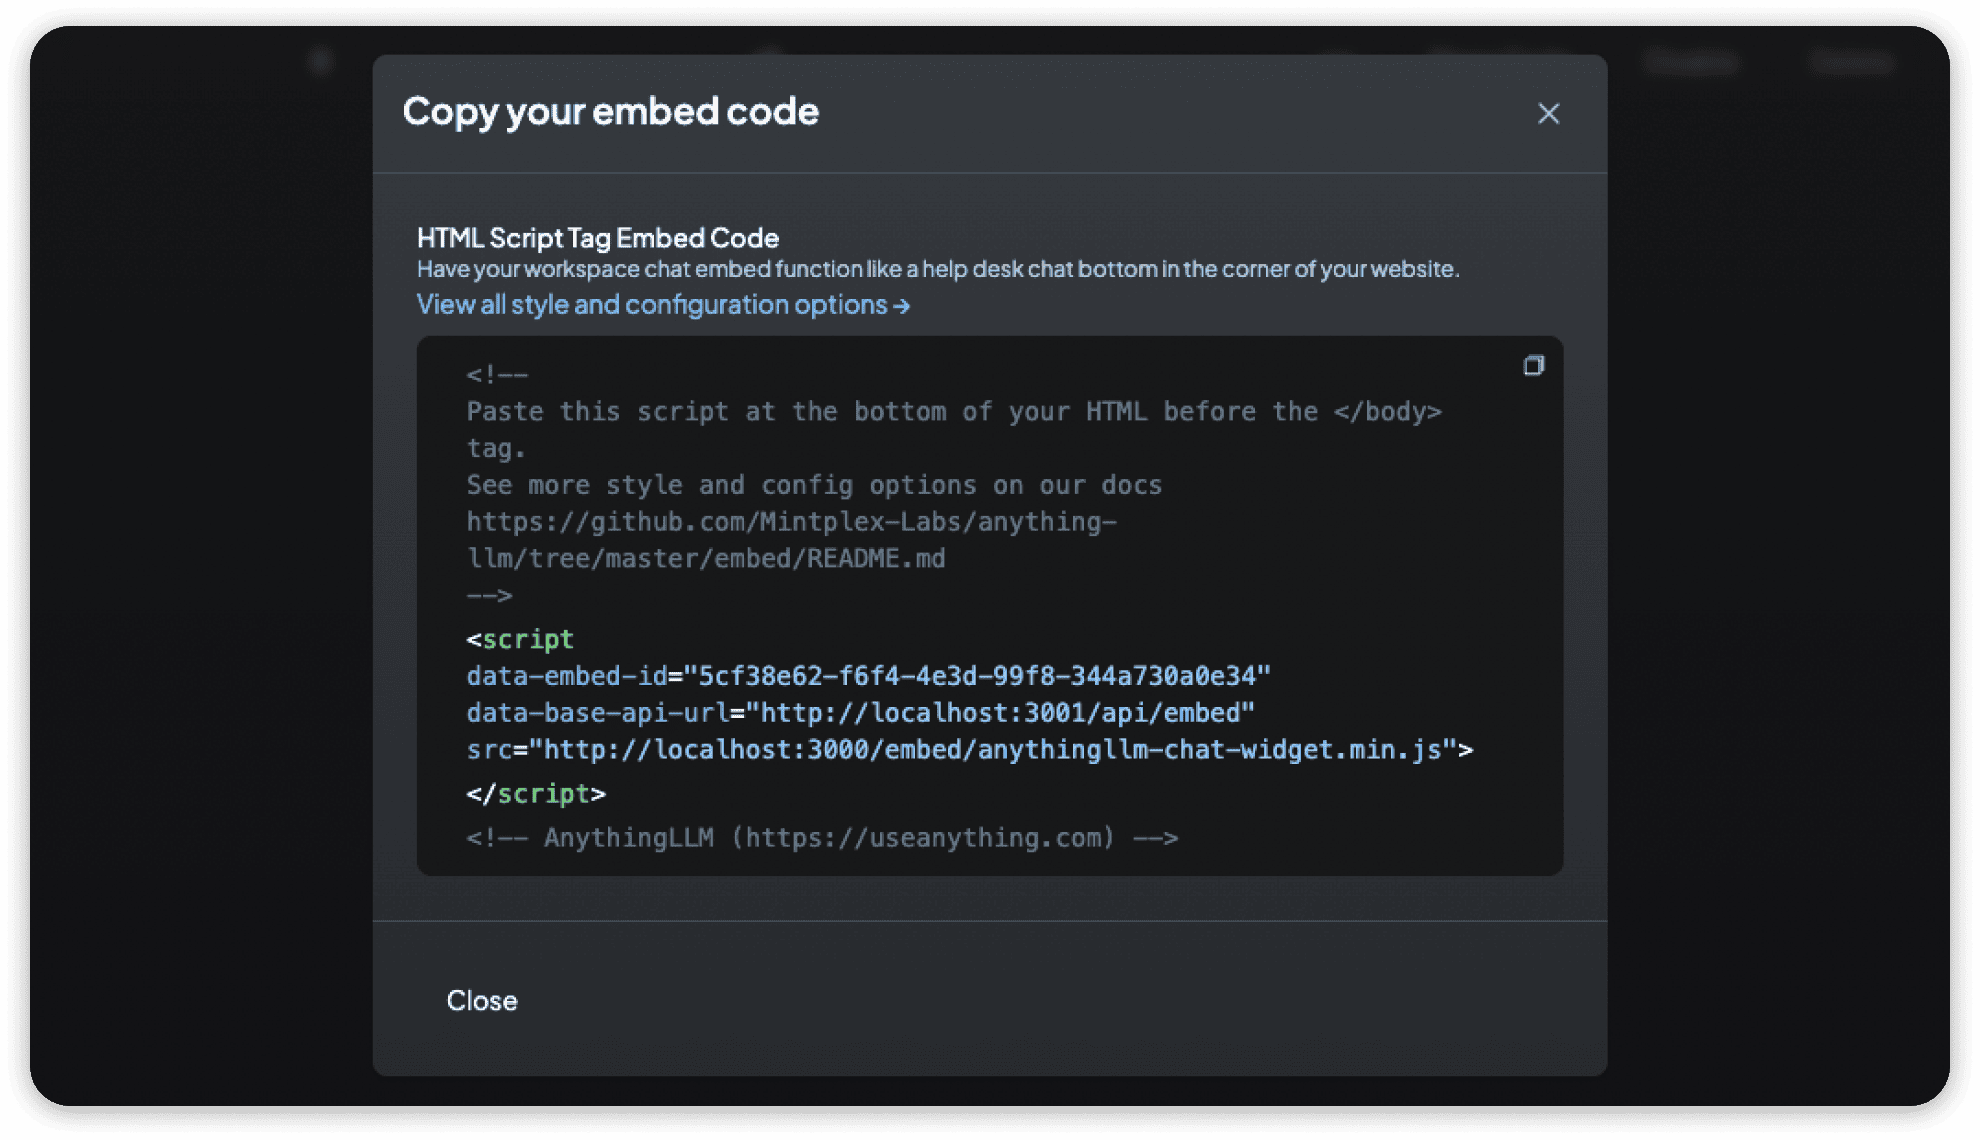 Copy your embed code
HTML Script Tag Embed Code
Have your workspace chat embed function like a help desk chat bottom in the corner of your website.
View all style and configuration options →
<!--
Paste this script at the bottom of your HTML before the </body>
tag.
See more style and config options on our docs
https://github.com/Mintplex-Labs/anything-
llm/tree/master/embed/README.md
-->
<script
data-embed-id="5cf38e62-f6f4-4e3d-99f8-344a730a0e34"
data-base-api-url="http://localhost:3001/api/embed"
src="http://localhost:3000/embed/anythingllm-chat-widget.min.js">
</script>
<!-- AnythingLLM (https://useanything.com) -->
Close